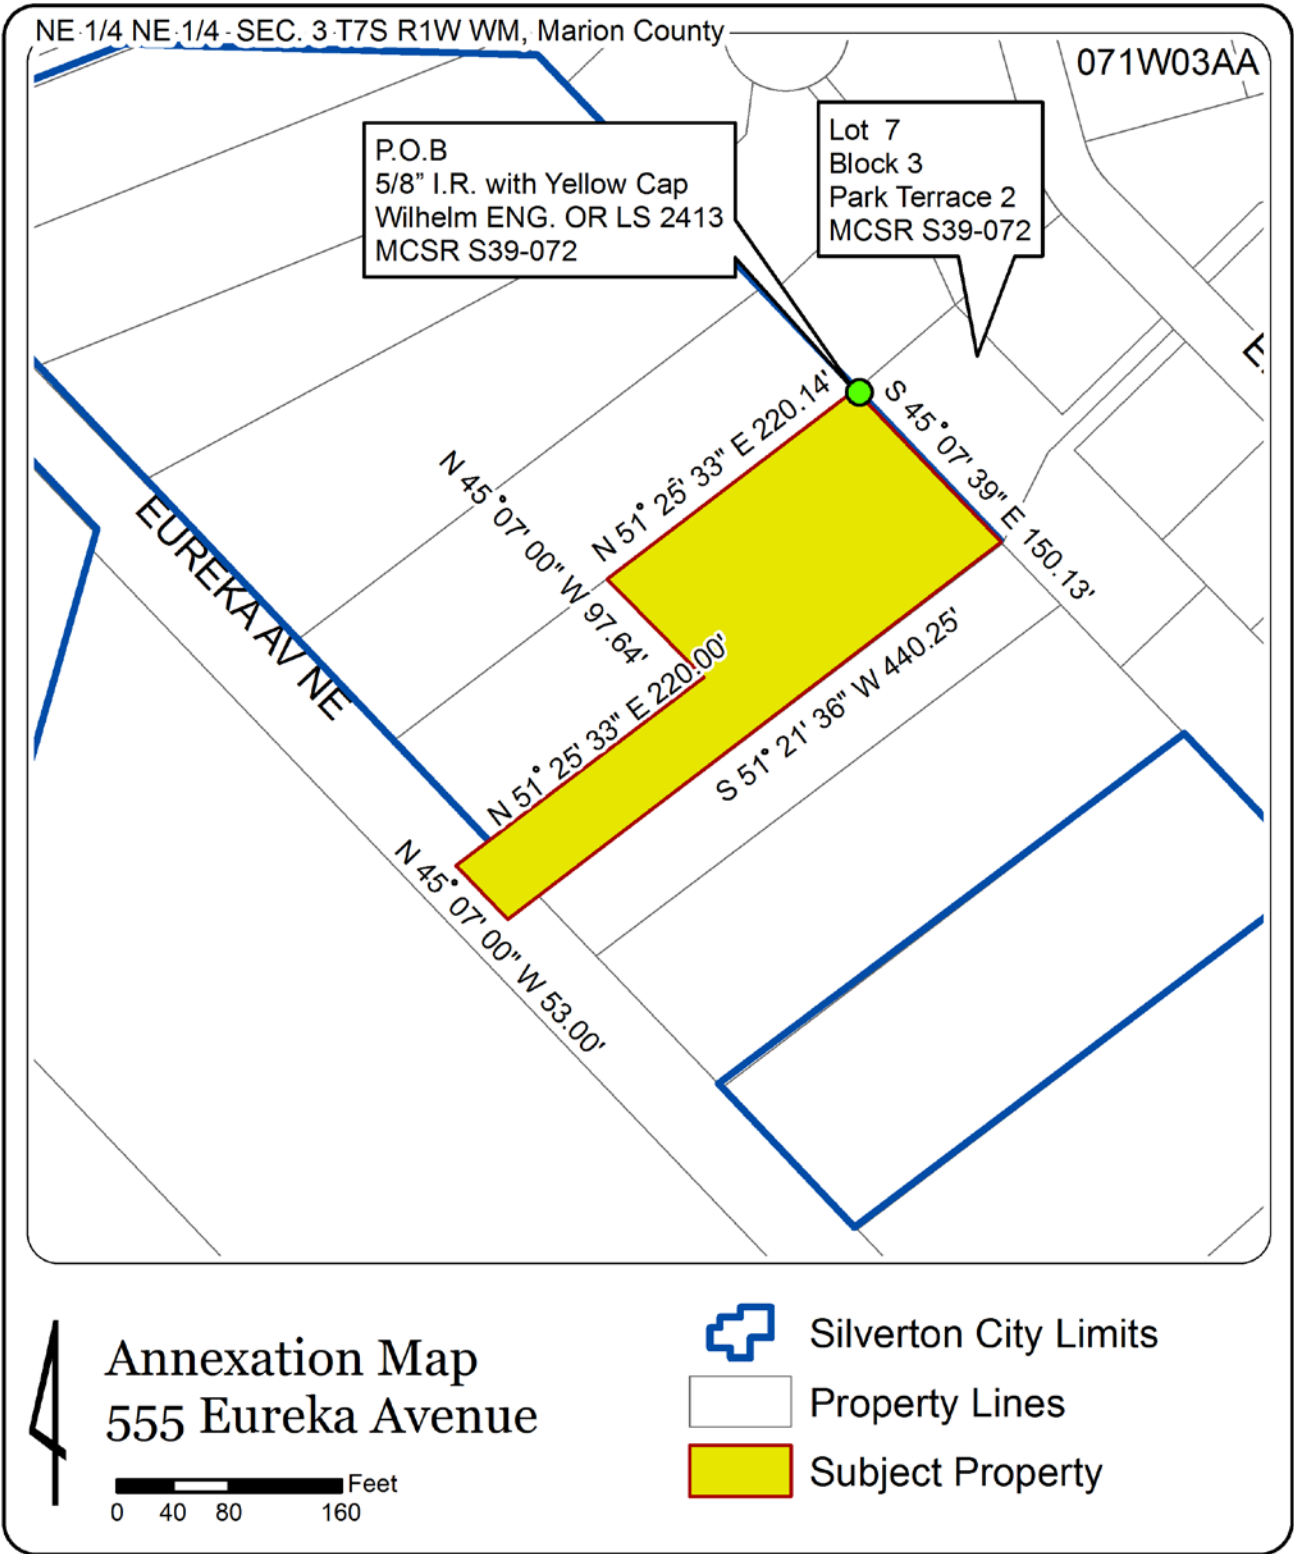 NE 1/4 NE 1/4 - SEC. 3 T7S R1W WM, Marion County
071W03AA
P.O.B
5/8" I.R. with Yellow Cap
Wilhelm ENG. OR LS 2413
MCSR S39-072
Lot 7
Block 3
Park Terrace 2
MCSR S39-072
N 51° 25' 33" E 220.14'
S 45° 07' 39" E 150.13'
N 45° 07' 00" W 97.64'
EUREKA AV NE
N 51° 25' 33" E 220.00'
S 51° 21' 36" W 440.25'
N 45° 07' 00" W 53.00'
Annexation Map
555 Eureka Avenue
Feet
0 40 80 160
Silverton City Limits
Property Lines
Subject Property